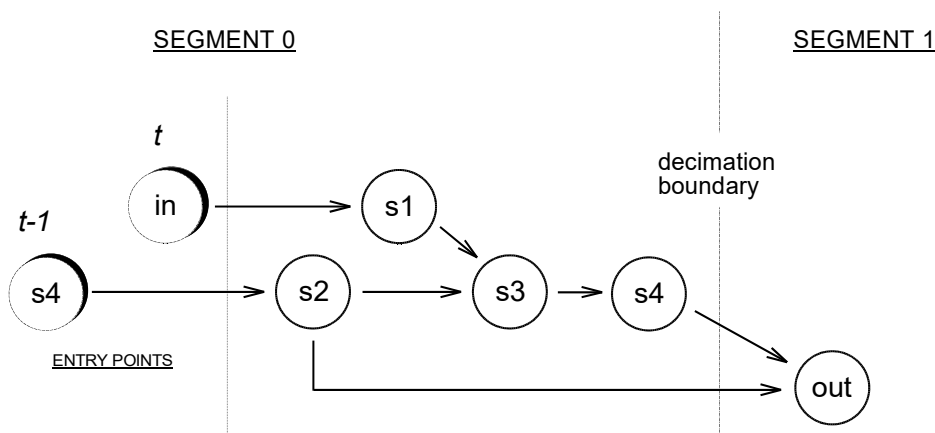 SEGMENT 0
SEGMENT 1
t
decimation
boundary
in
s1
t-1
s4
s2
s3
s4
ENTRY POINTS
out